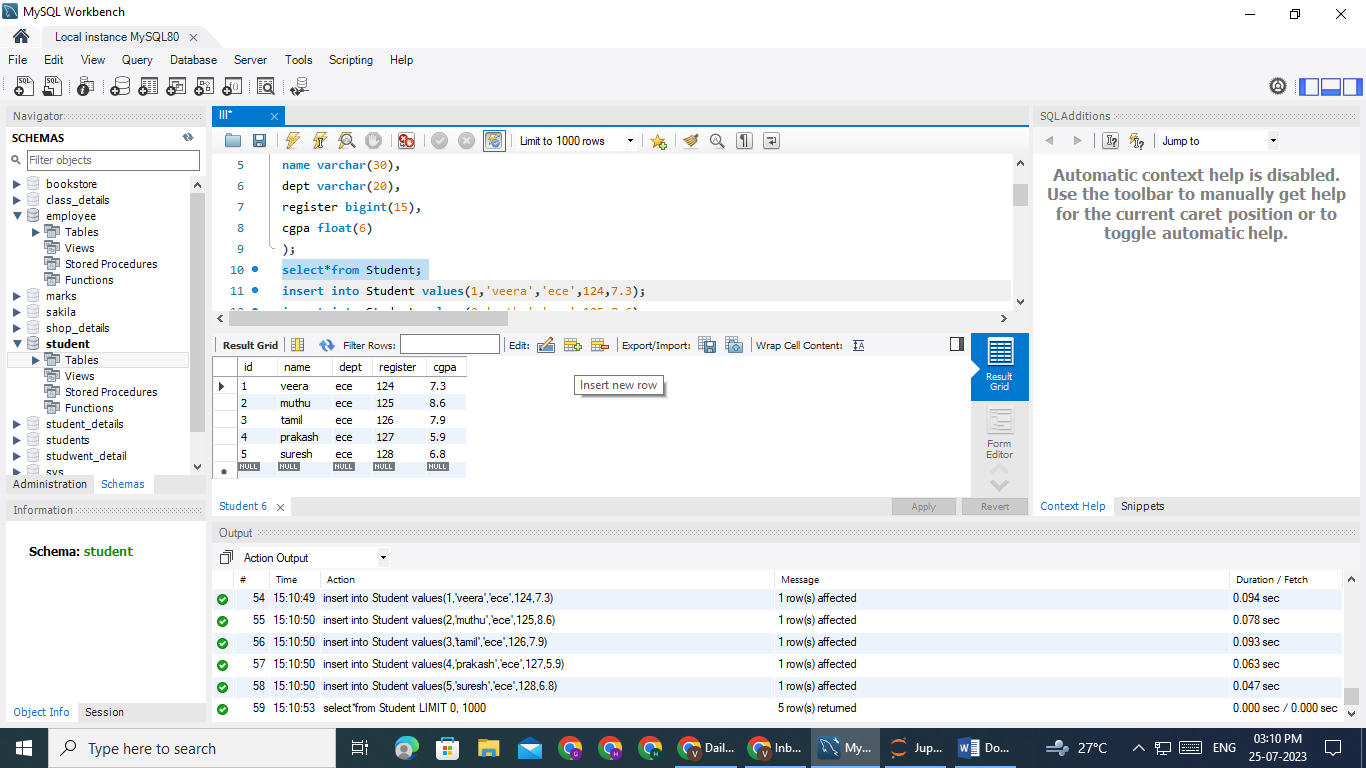 MySQL Workbench
Local instance MySQL80
File Edit View Query Database Server Tools Scripting Help
Navigator
SCHEMAS
Filter objects
bookstore
class_details
employee
Tables
Views
Stored Procedures
Functions
marks
sakila
shop_details
student
Tables
Views
Stored Procedures
Functions
student_details
students
studwent_detail
sys
Administration Schemas
Information
Schema: student
Object Info Session
lll*
Limit to 1000 rows
5 name varchar(30),
6 dept varchar(20),
7 register bigint(15),
8 cgpa float(6)
9 );
10 select*from Student;
11 insert into Student values(1,'veera','ece',124,7.3);
Result Grid Filter Rows: Edit: Export/Import: Wrap Cell Content:
id name dept register cgpa
1 veera ece 124 7.3
2 muthu ece 125 8.6
3 tamil ece 126 7.9
4 prakash ece 127 5.9
5 suresh ece 128 6.8
NULL NULL NULL NULL NULL
Insert new row
Result Grid
Form Editor
Student 6
Apply Revert
SQLAdditions
Jump to
Automatic context help is disabled.
Use the toolbar to manually get help
for the current caret position or to
toggle automatic help.
Context Help Snippets
Output
Action Output
# Time Action Message Duration / Fetch
54 15:10:49 insert into Student values(1,'veera','ece',124,7.3) 1 row(s) affected 0.094 sec
55 15:10:50 insert into Student values(2,'muthu','ece',125,8.6) 1 row(s) affected 0.078 sec
56 15:10:50 insert into Student values(3,'tamil','ece',126,7.9) 1 row(s) affected 0.093 sec
57 15:10:50 insert into Student values(4,'prakash','ece',127,5.9) 1 row(s) affected 0.063 sec
58 15:10:50 insert into Student values(5,'suresh','ece',128,6.8) 1 row(s) affected 0.047 sec
59 15:10:53 select*from Student LIMIT 0, 1000 5 row(s) returned 0.000 sec / 0.000 sec
Type here to search
Dail... Inb... My... Jup... Do...
27°C ENG
03:10 PM
25-07-2023